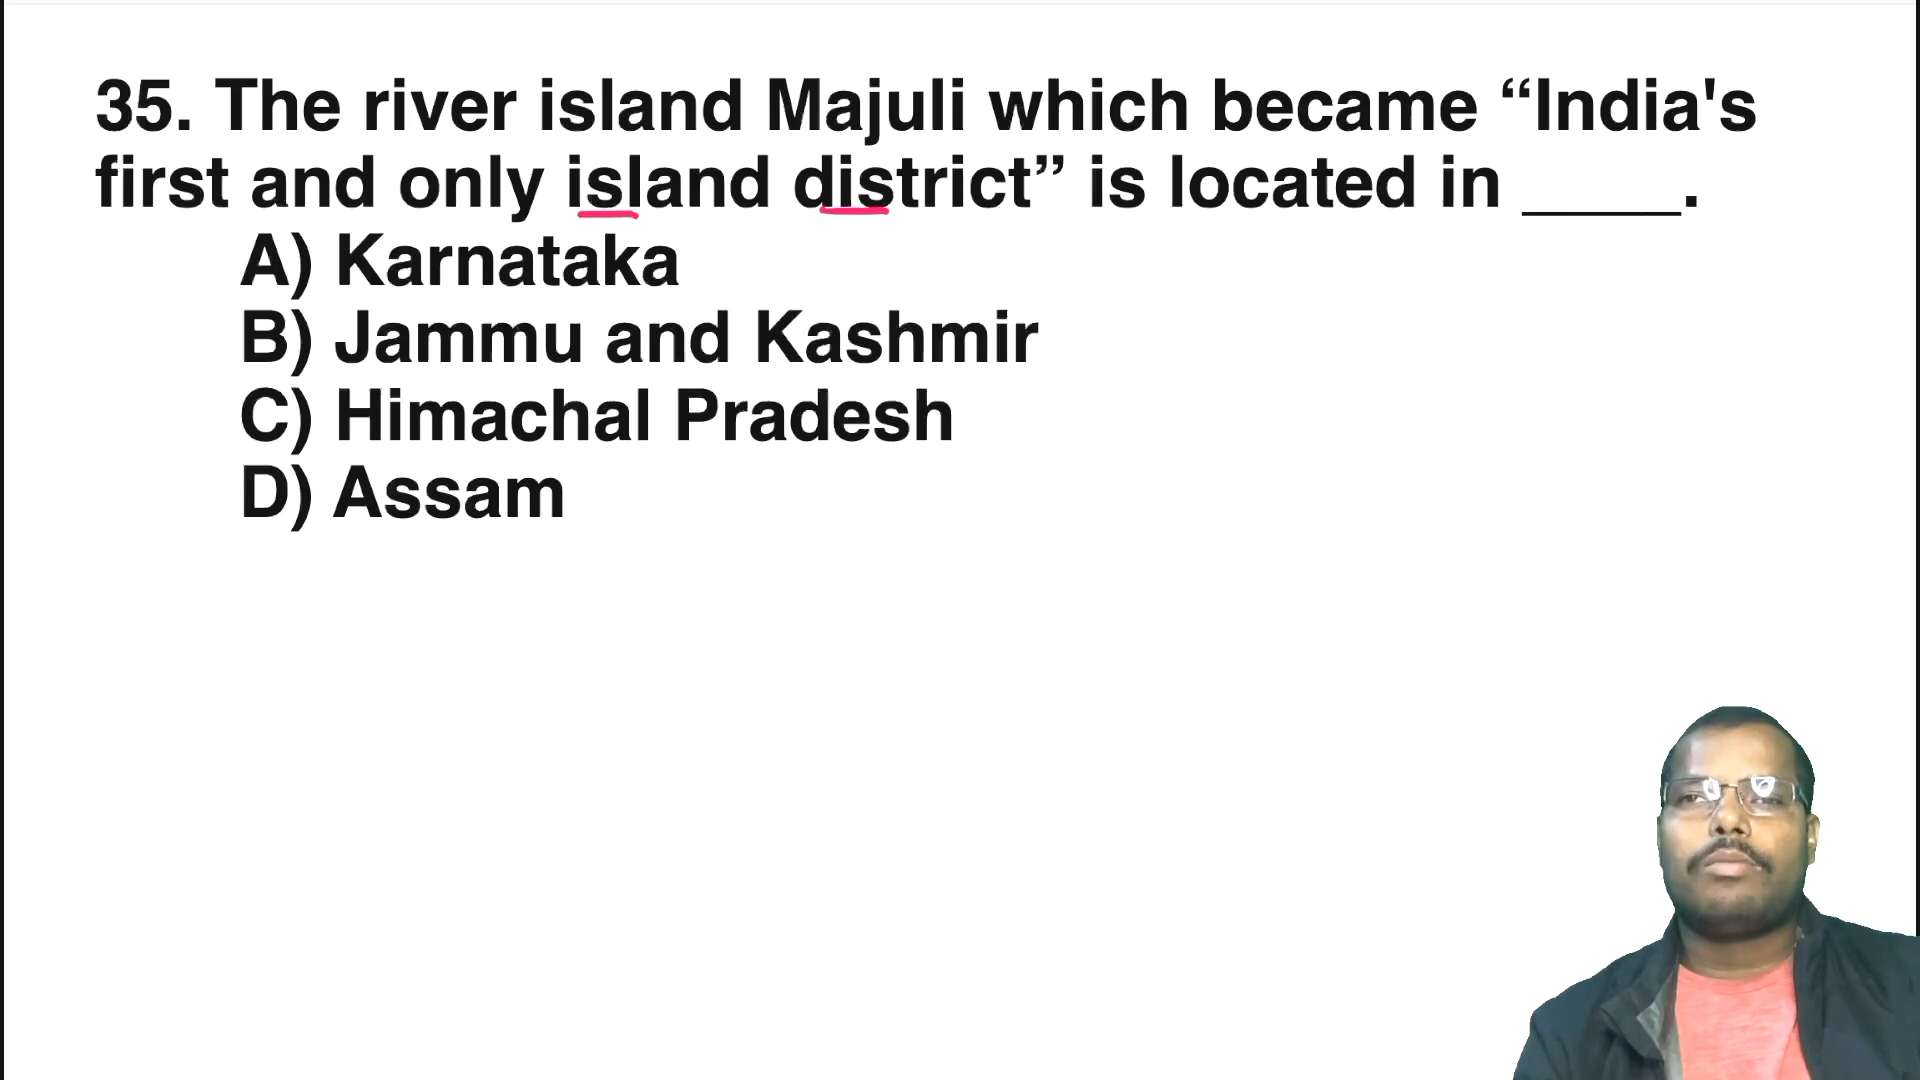 35. The river island Majuli which became “India's
first and only island district” is located in _____.
A) Karnataka
B) Jammu and Kashmir
C) Himachal Pradesh
D) Assam